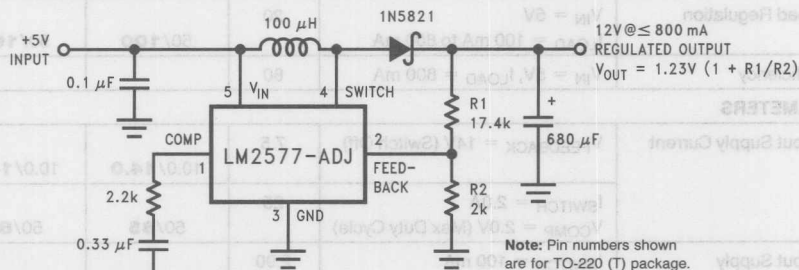 +5V
INPUT
0.1 µF
100 µH
1N5821
12V@≤ 800 mA
REGULATED OUTPUT
VOUT = 1.23V (1 + R1/R2)
5
VIN
4
SWITCH
R1
17.4k
+
680 µF
COMP
1
LM2577-ADJ
2
FEED-
BACK
2.2k
R2
2k
3
GND
0.33 µF
Note: Pin numbers shown
are for TO-220 (T) package.